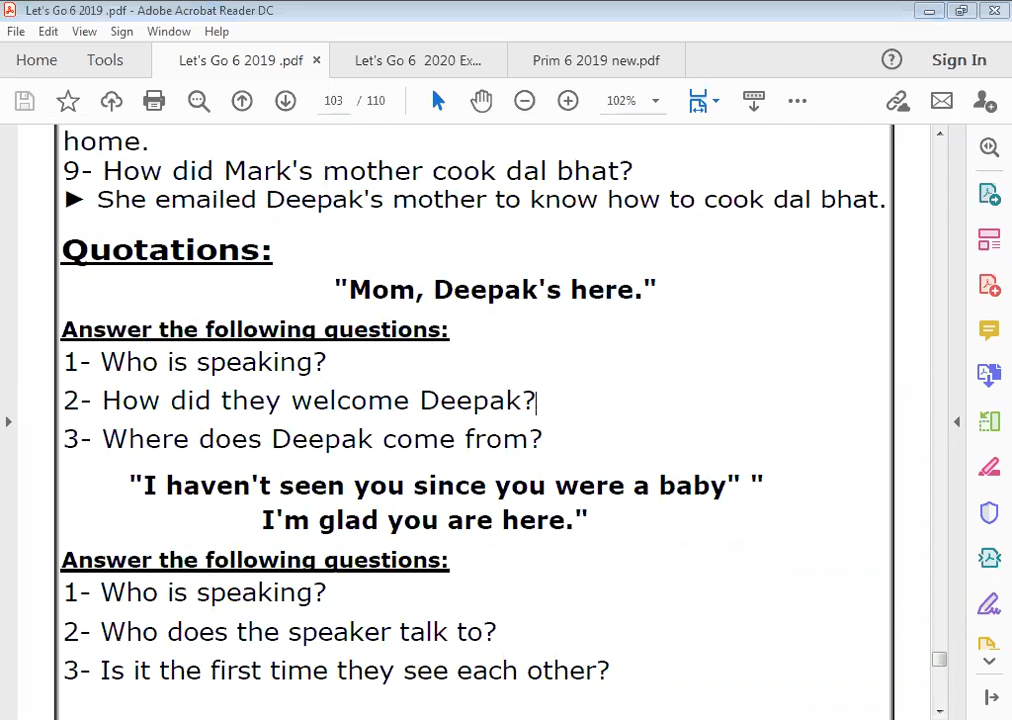 Let's Go 6 2019 .pdf - Adobe Acrobat Reader DC
File Edit View Sign Window Help
Home Tools Let's Go 6 2019 .pdf × Let's Go 6 2020 Ex... Prim 6 2019 new.pdf Sign In
103 / 110 102%
home.
9- How did Mark's mother cook dal bhat?
► She emailed Deepak's mother to know how to cook dal bhat.
Quotations:
"Mom, Deepak's here."
Answer the following questions:
1- Who is speaking?
2- How did they welcome Deepak?
3- Where does Deepak come from?
"I haven't seen you since you were a baby" "
I'm glad you are here."
Answer the following questions:
1- Who is speaking?
2- Who does the speaker talk to?
3- Is it the first time they see each other?